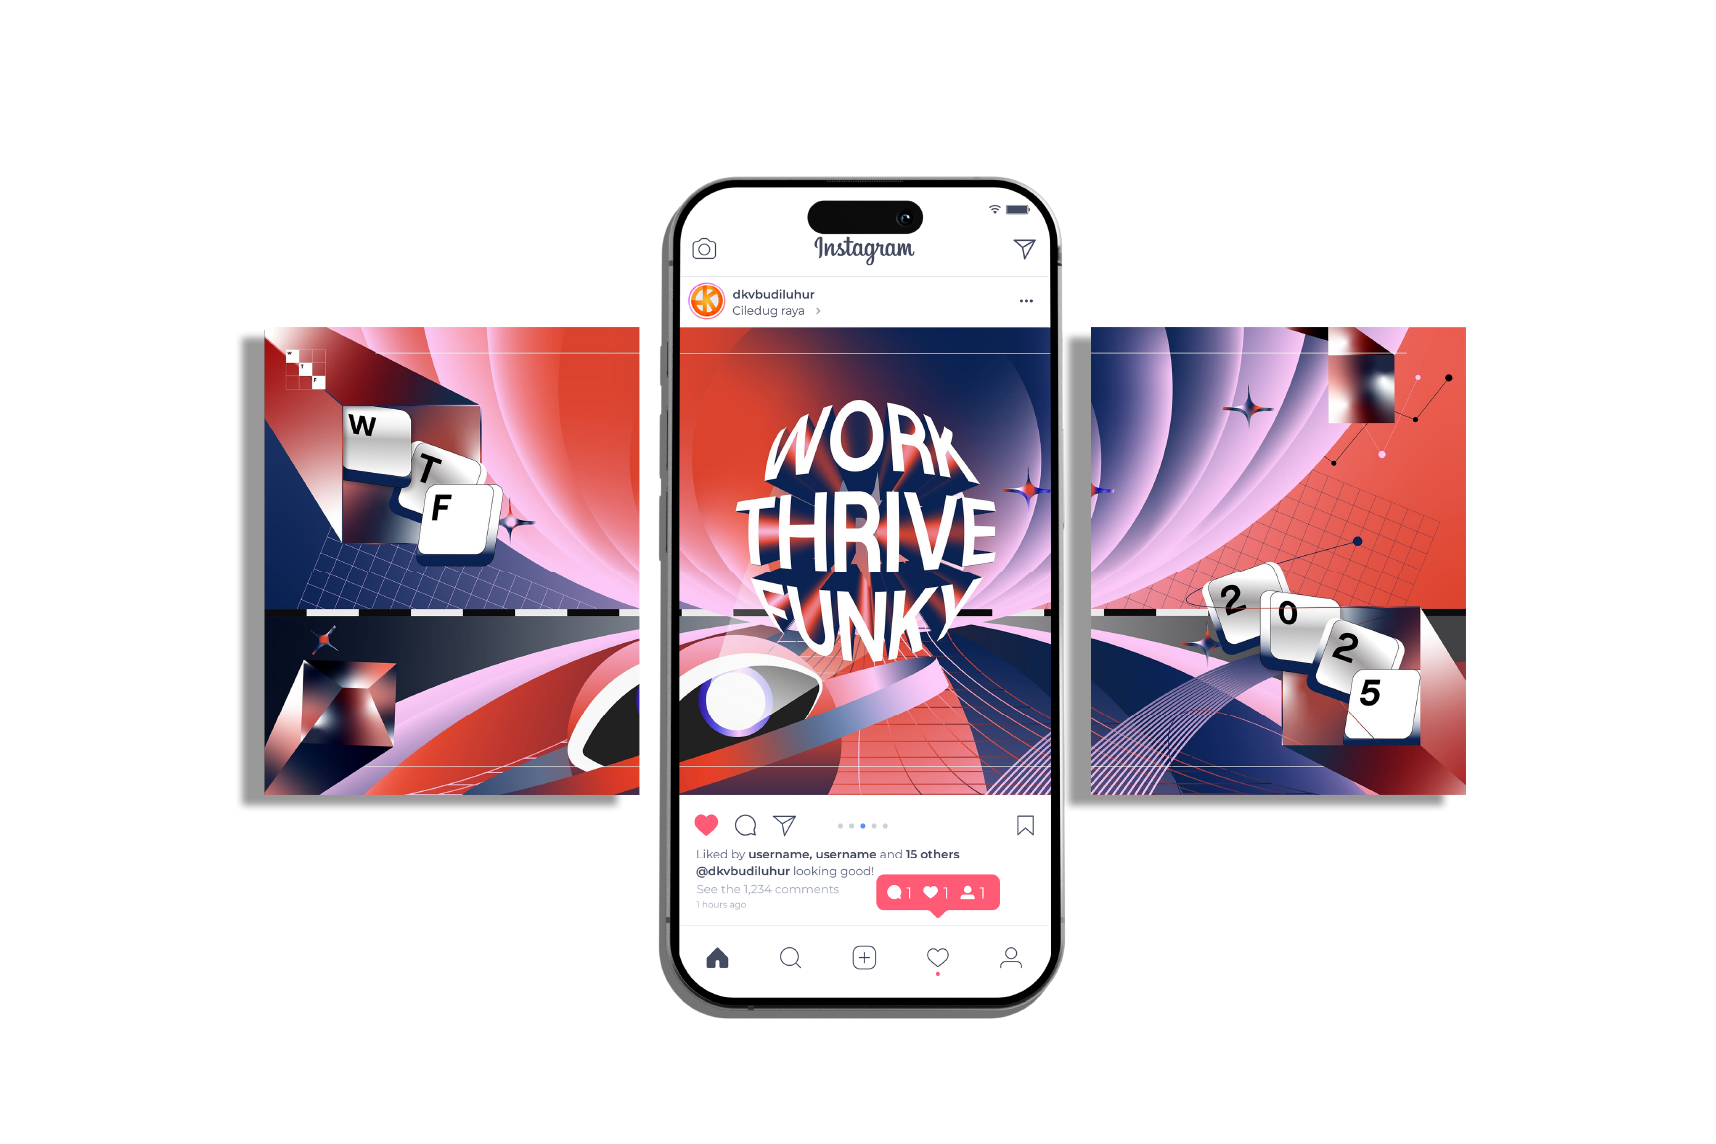 Instagram
dkvbudiluhur
Ciledug raya
W
T
F
W
T
F
WORK
THRIVE
FUNKY
2
0
2
5
Liked by username, username and 15 others
@dkvbudiluhur looking good!
See the 1,234 comments
1 hours ago
1 1 1